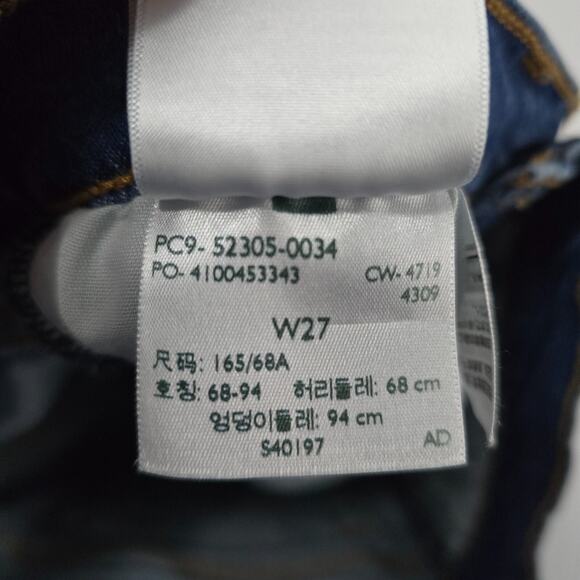 PC9- 52305-0034
PO- 4100453343 CW- 4719
4309
W27
尺码: 165/68A
호칭: 68-94 허리둘레: 68 cm
엉덩이둘레: 94 cm
S40197 AD